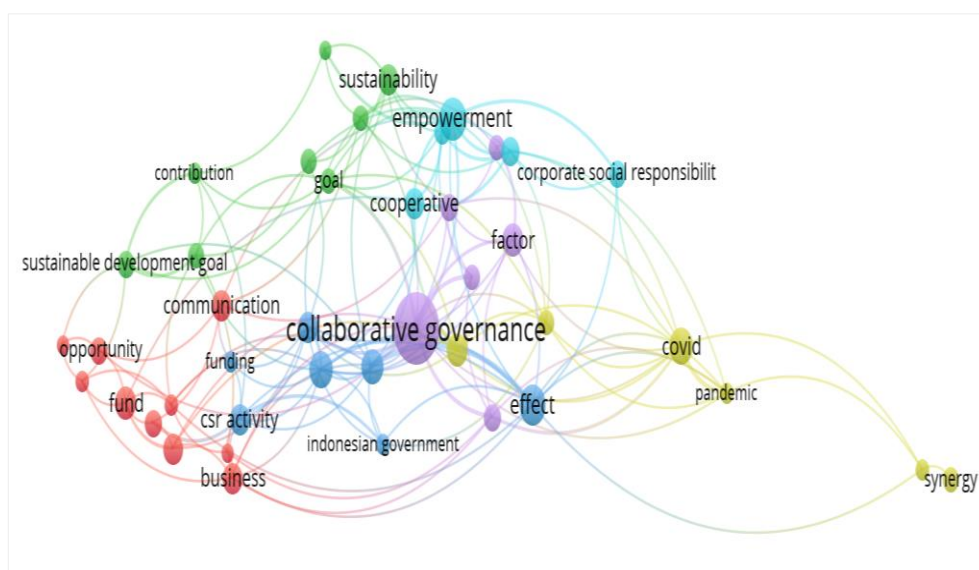 sustainability
empowerment
contribution
goal
corporate social responsibilit
cooperative
factor
sustainable development goal
communication
collaborative governance
opportunity
funding
covid
pandemic
fund
csr activity
effect
indonesian government
business
synergy